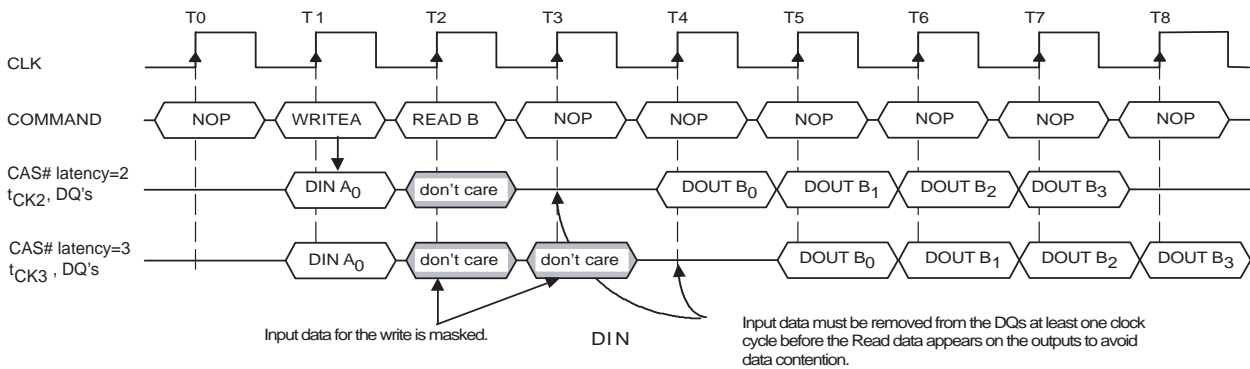 T0 T1 T2 T3 T4 T5 T6 T7 T8
CLK
COMMAND NOP WRITEA READ B NOP NOP NOP NOP NOP NOP
CAS# latency=2
tCK2, DQ's DIN A0 don't care DOUT B0 DOUT B1 DOUT B2 DOUT B3
CAS# latency=3
tCK3 , DQ's DIN A0 don't care don't care DOUT B0 DOUT B1 DOUT B2 DOUT B3
Input data for the write is masked.
DIN
Input data must be removed from the DQs at least one clock
cycle before the Read data appears on the outputs to avoid
data contention.